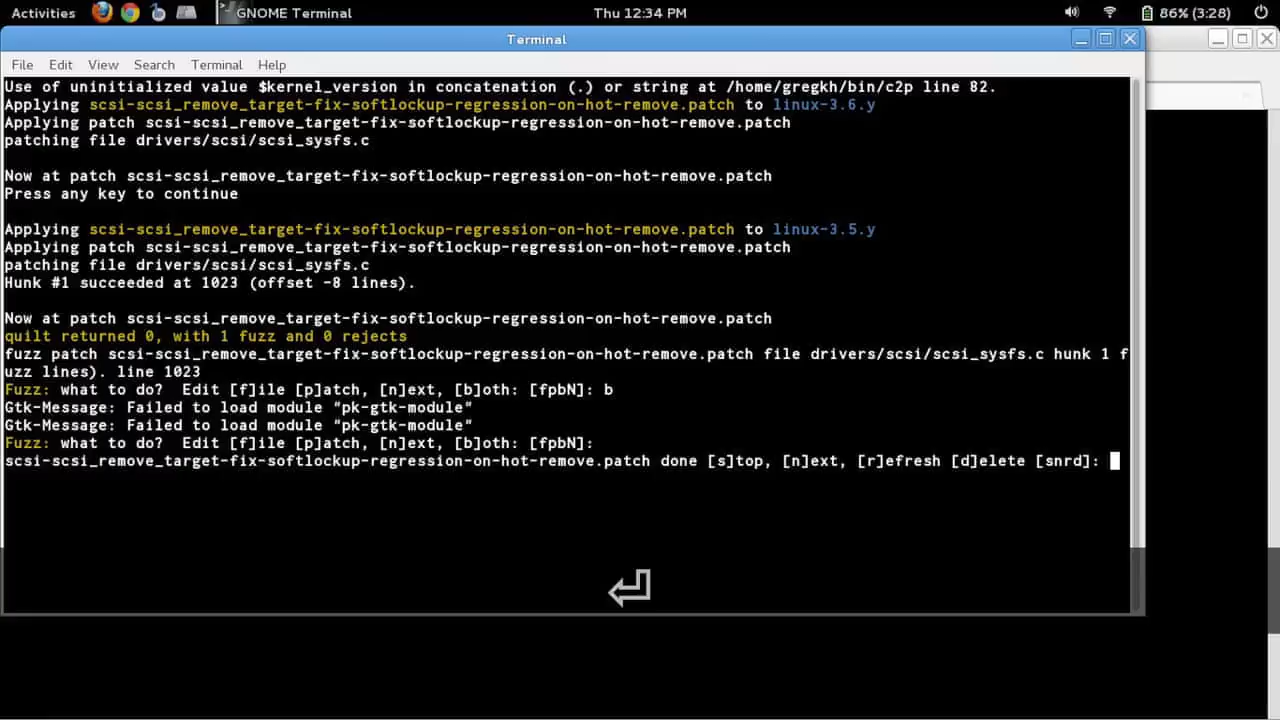 Activities GNOME Terminal Thu 12:34 PM 86% (3:28)
Terminal
File Edit View Search Terminal Help
Use of uninitialized value $kernel_version in concatenation (.) or string at /home/gregkh/bin/c2p line 82.
Applying scsi-scsi_remove_target-fix-softlockup-regression-on-hot-remove.patch to linux-3.6.y
Applying patch scsi-scsi_remove_target-fix-softlockup-regression-on-hot-remove.patch
patching file drivers/scsi/scsi_sysfs.c
Now at patch scsi-scsi_remove_target-fix-softlockup-regression-on-hot-remove.patch
Press any key to continue
Applying scsi-scsi_remove_target-fix-softlockup-regression-on-hot-remove.patch to linux-3.5.y
Applying patch scsi-scsi_remove_target-fix-softlockup-regression-on-hot-remove.patch
patching file drivers/scsi/scsi_sysfs.c
Hunk #1 succeeded at 1023 (offset -8 lines).
Now at patch scsi-scsi_remove_target-fix-softlockup-regression-on-hot-remove.patch
quilt returned 0, with 1 fuzz and 0 rejects
fuzz patch scsi-scsi_remove_target-fix-softlockup-regression-on-hot-remove.patch file drivers/scsi/scsi_sysfs.c hunk 1 f
uzz lines). line 1023
Fuzz: what to do?  Edit [f]ile [p]atch, [n]ext, [b]oth: [fpbN]: b
Gtk-Message: Failed to load module "pk-gtk-module"
Gtk-Message: Failed to load module "pk-gtk-module"
Fuzz: what to do?  Edit [f]ile [p]atch, [n]ext, [b]oth: [fpbN]:
scsi-scsi_remove_target-fix-softlockup-regression-on-hot-remove.patch done [s]top, [n]ext, [r]efresh [d]elete [snrd]: